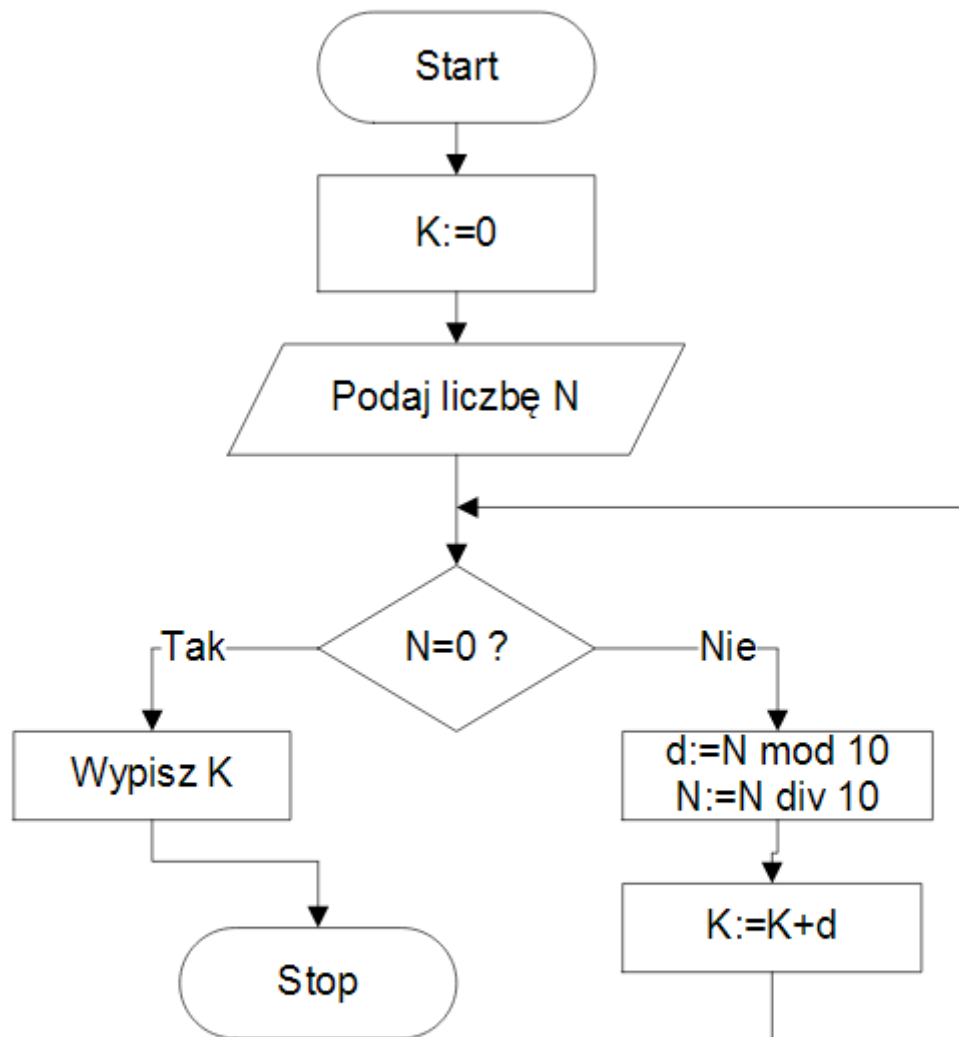 Start
K:=0
Podaj liczbę N
N=0 ?
Tak
Nie
Wypisz K
d:=N mod 10
N:=N div 10
K:=K+d
Stop